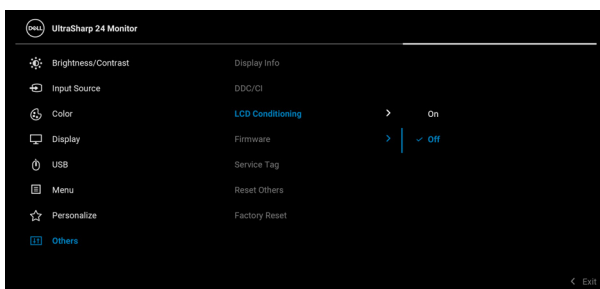 DELL
UltraSharp 24 Monitor
Brightness/Contrast
Input Source
Color
Display
USB
Menu
Personalize
Others
Display Info
DDC/CI
LCD Conditioning
Firmware
Service Tag
Reset Others
Factory Reset
On
Off
Exit